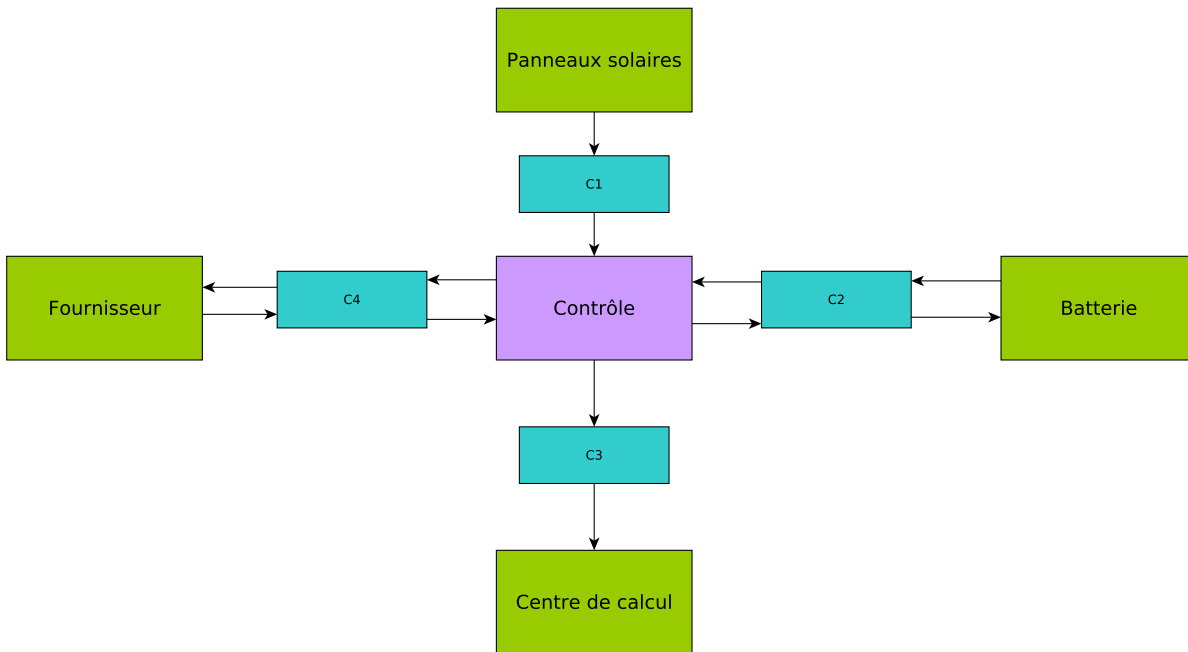 Panneaux solaires
C1
Fournisseur
C4
Contrôle
C2
Batterie
C3
Centre de calcul